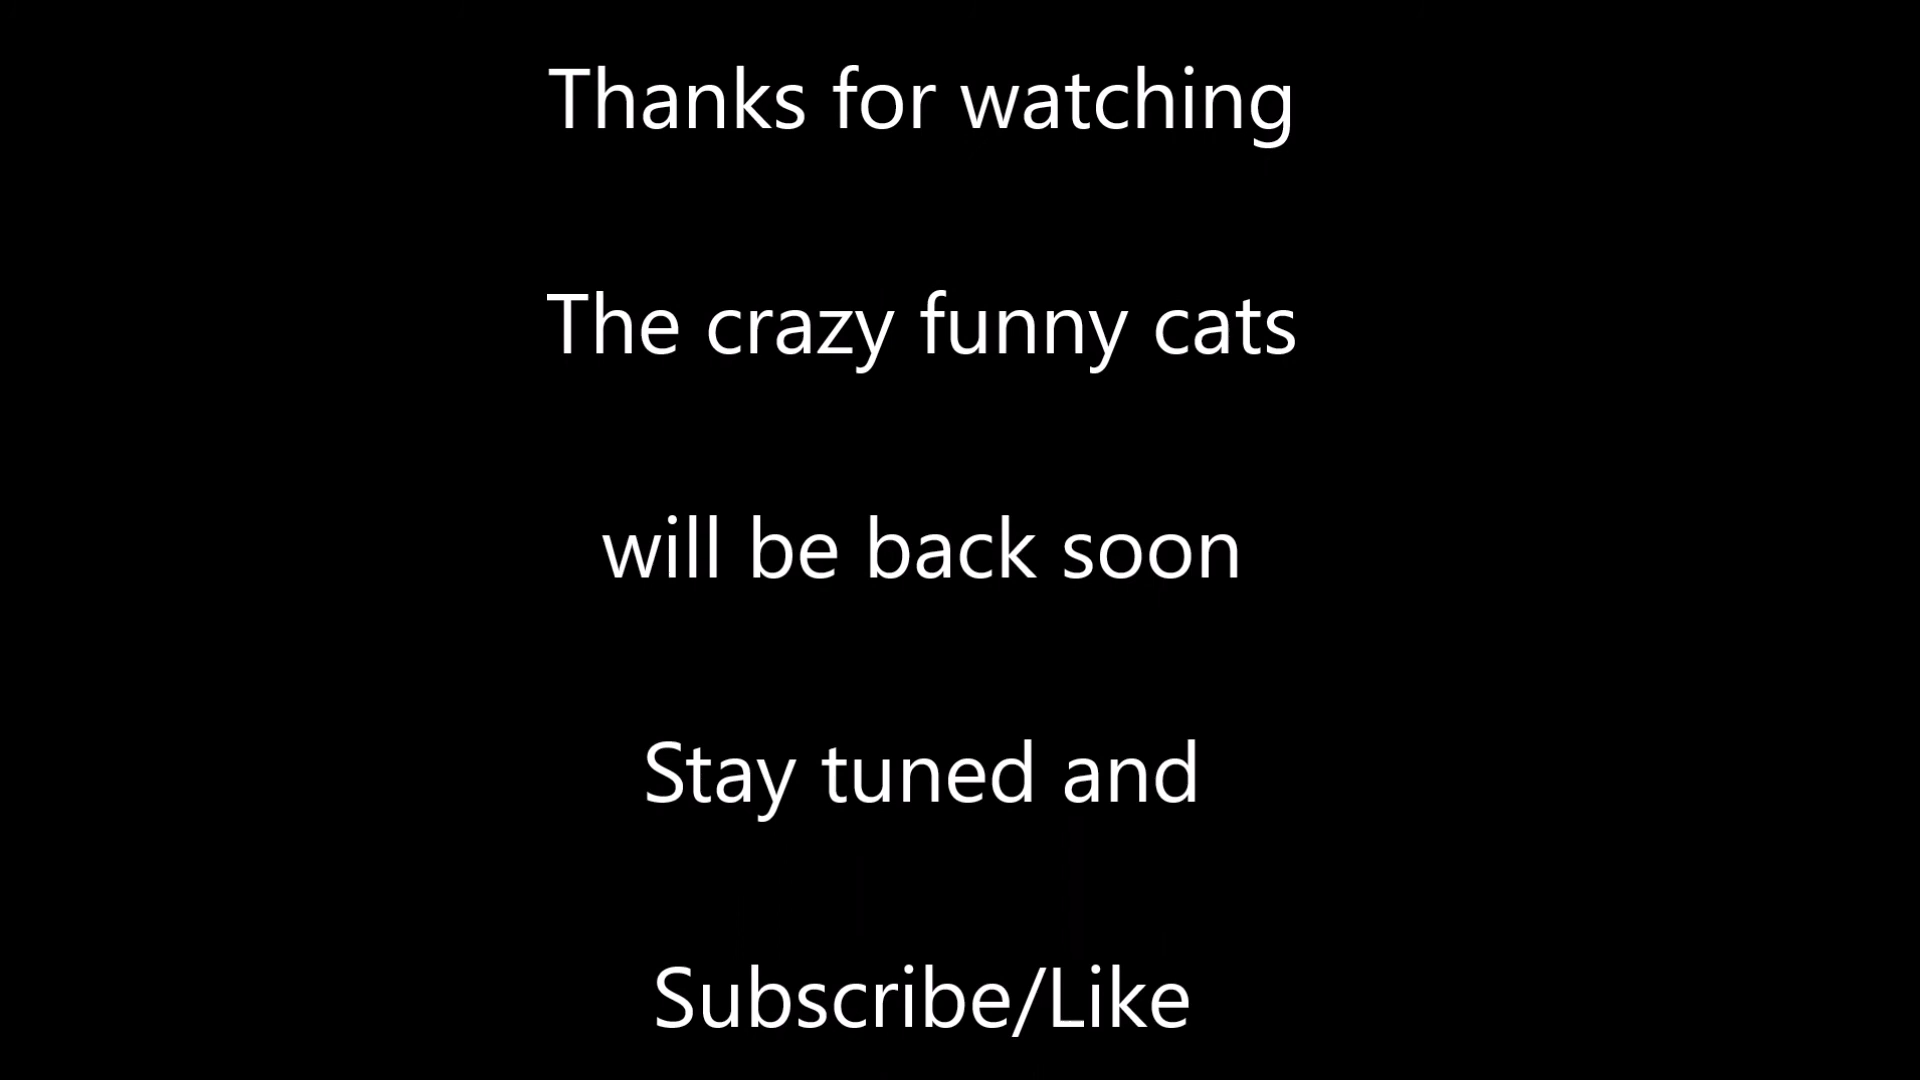 Thanks for watching
The crazy funny cats
will be back soon
Stay tuned and
Subscribe/Like